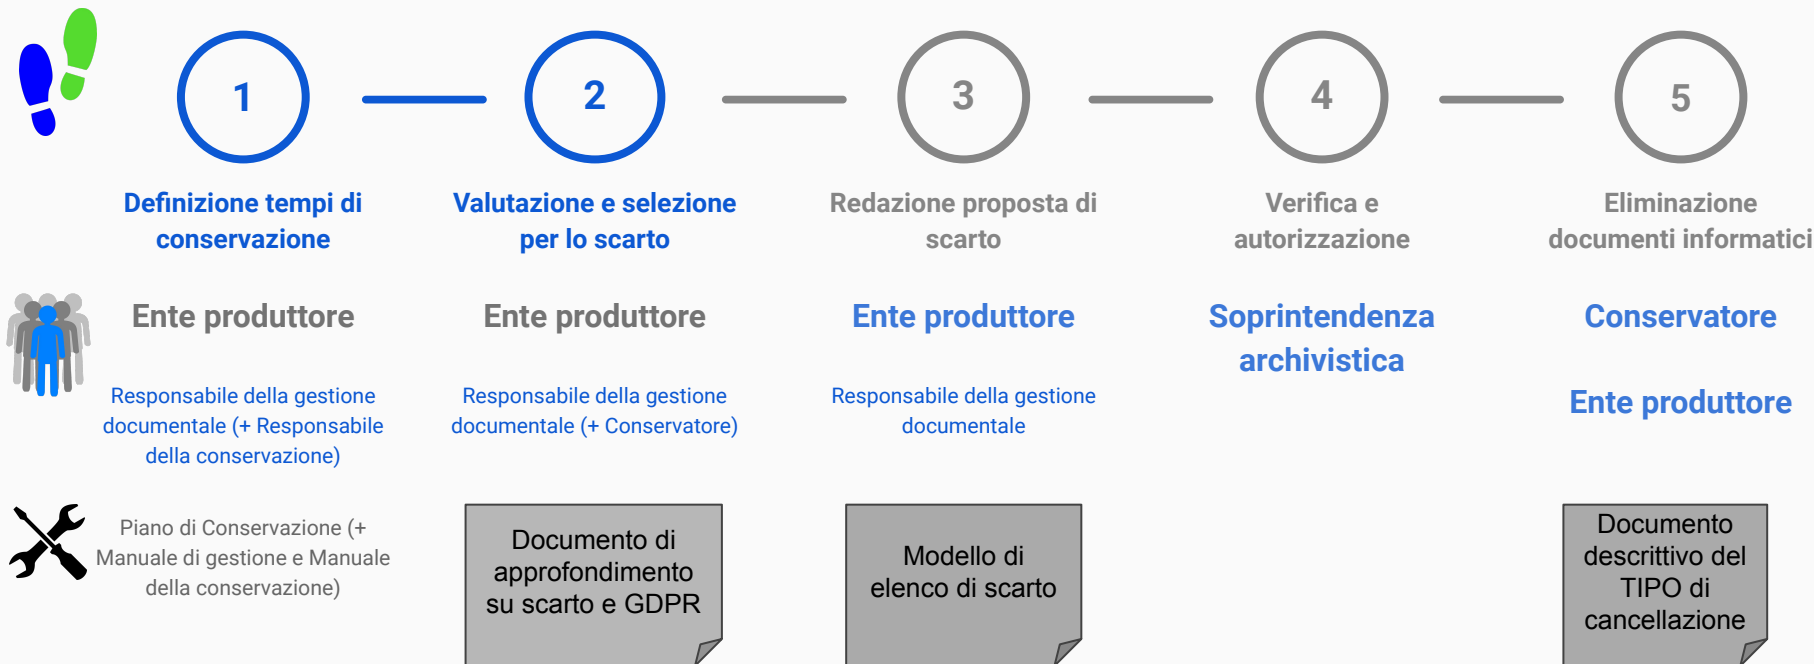 1
2
3
4
5
Definizione tempi di
conservazione
Valutazione e selezione
per lo scarto
Redazione proposta di
scarto
Verifica e
autorizzazione
Eliminazione
documenti informatici
Ente produttore
Ente produttore
Ente produttore
Soprintendenza
archivistica
Conservatore
Ente produttore
Responsabile della gestione
documentale (+ Responsabile
della conservazione)
Responsabile della gestione
documentale (+ Conservatore)
Responsabile della gestione
documentale
Piano di Conservazione (+
Manuale di gestione e Manuale
della conservazione)
Documento di
approfondimento
su scarto e GDPR
Modello di
elenco di scarto
Documento
descrittivo del
TIPO di
cancellazione